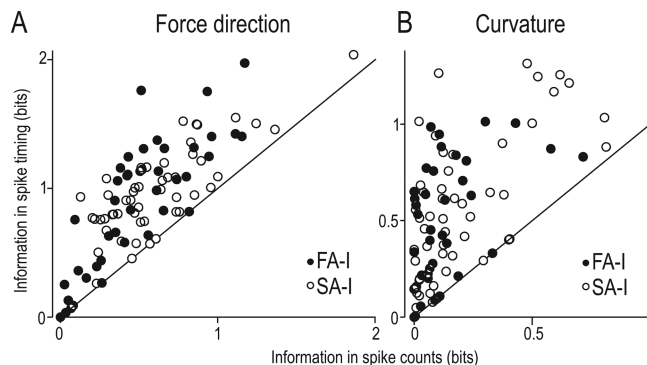 A Force direction
B Curvature
Information in spike timing (bits)
2
1
0
FA-I
SA-I
0
1
2
1
0.5
0
FA-I
SA-I
0
0.5
Information in spike counts (bits)